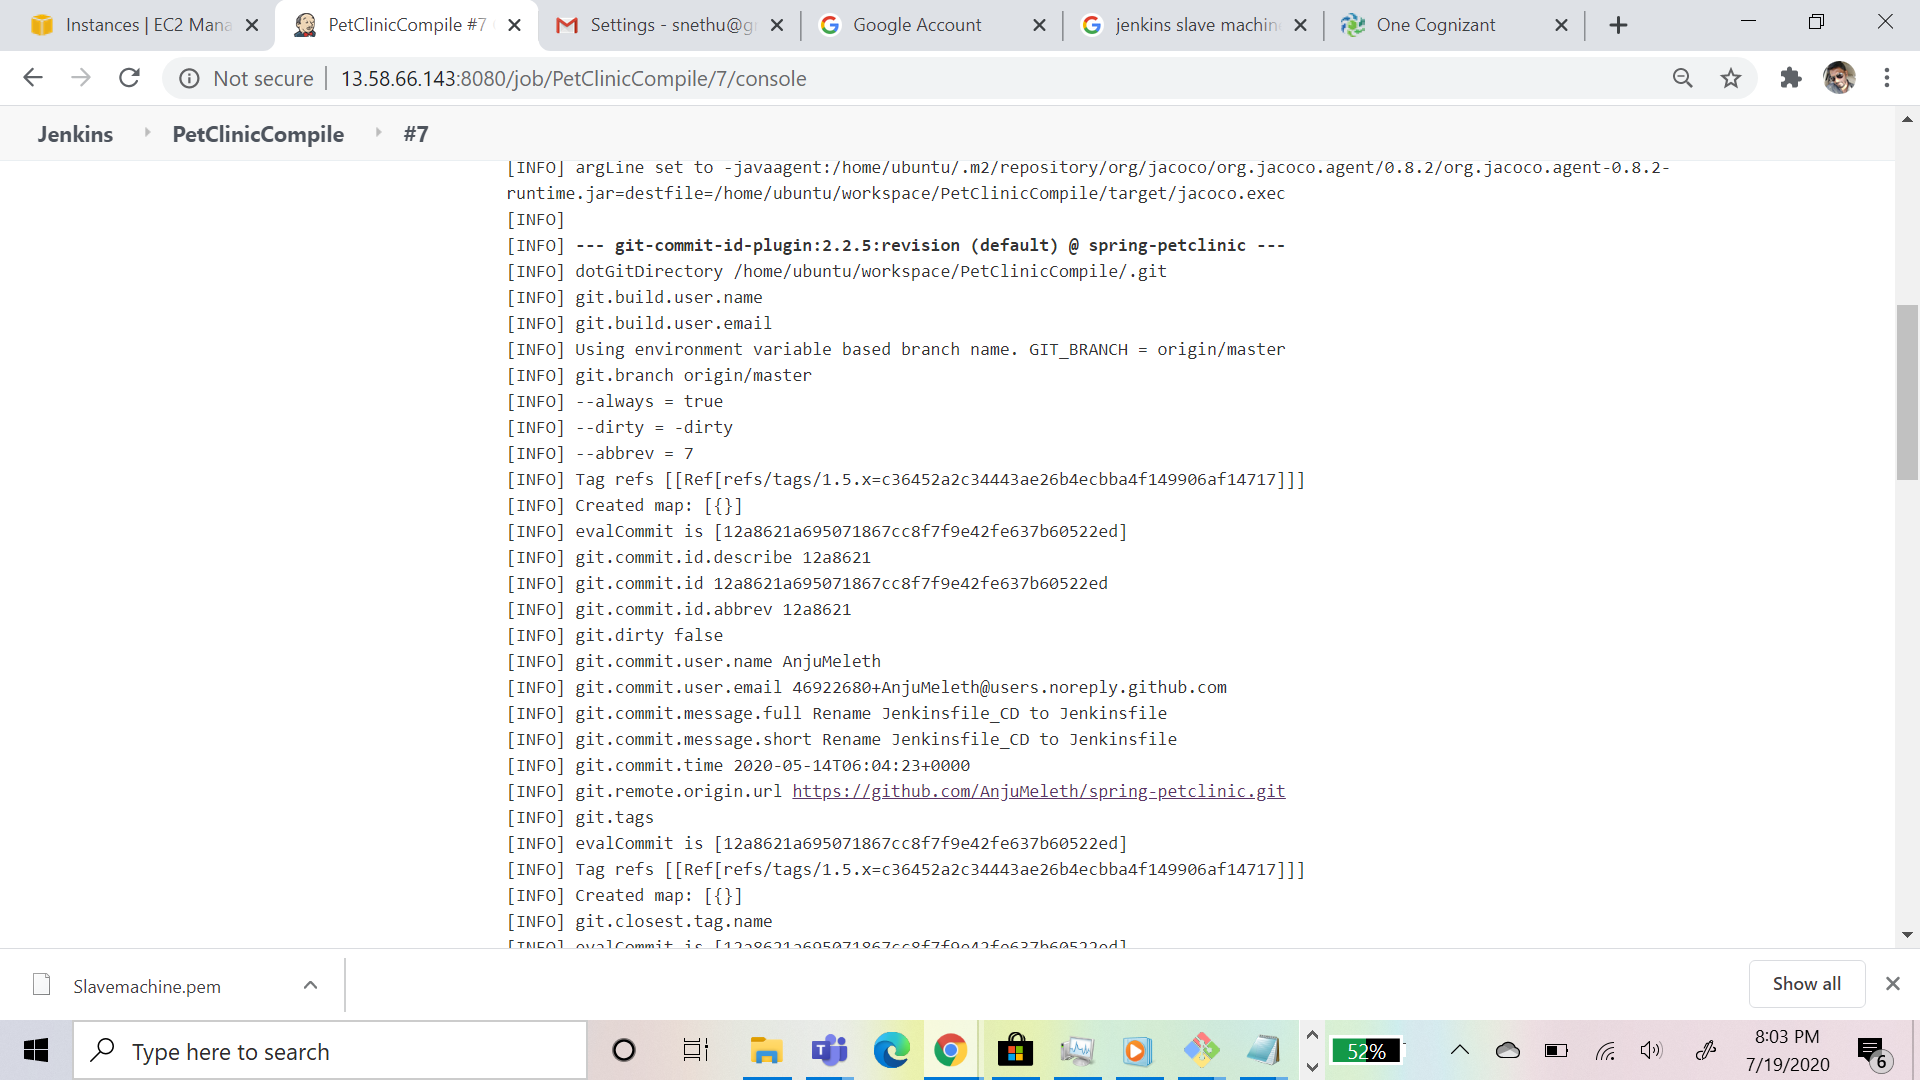 Instances | EC2 Mana
PetClinicCompile #7
Settings - snethu@g
Google Account
jenkins slave machin
One Cognizant
Not secure
13.58.66.143:8080/job/PetClinicCompile/7/console
Jenkins PetClinicCompile #7
[INFO] argLine set to -javaagent:/home/ubuntu/.m2/repository/org/jacoco/org.jacoco.agent/0.8.2/org.jacoco.agent-0.8.2-
runtime.jar=destfile=/home/ubuntu/workspace/PetClinicCompile/target/jacoco.exec
[INFO]
[INFO] --- git-commit-id-plugin:2.2.5:revision (default) @ spring-petclinic ---
[INFO] dotGitDirectory /home/ubuntu/workspace/PetClinicCompile/.git
[INFO] git.build.user.name
[INFO] git.build.user.email
[INFO] Using environment variable based branch name. GIT_BRANCH = origin/master
[INFO] git.branch origin/master
[INFO] --always = true
[INFO] --dirty = -dirty
[INFO] --abbrev = 7
[INFO] Tag refs [[Ref[refs/tags/1.5.x=c36452a2c34443ae26b4ecbba4f149906af14717]]]
[INFO] Created map: [{}]
[INFO] evalCommit is [12a8621a695071867cc8f7f9e42fe637b60522ed]
[INFO] git.commit.id.describe 12a8621
[INFO] git.commit.id 12a8621a695071867cc8f7f9e42fe637b60522ed
[INFO] git.commit.id.abbrev 12a8621
[INFO] git.dirty false
[INFO] git.commit.user.name AnjuMeleth
[INFO] git.commit.user.email 46922680+AnjuMeleth@users.noreply.github.com
[INFO] git.commit.message.full Rename Jenkinsfile_CD to Jenkinsfile
[INFO] git.commit.message.short Rename Jenkinsfile_CD to Jenkinsfile
[INFO] git.commit.time 2020-05-14T06:04:23+0000
[INFO] git.remote.origin.url https://github.com/AnjuMeleth/spring-petclinic.git
[INFO] git.tags
[INFO] evalCommit is [12a8621a695071867cc8f7f9e42fe637b60522ed]
[INFO] Tag refs [[Ref[refs/tags/1.5.x=c36452a2c34443ae26b4ecbba4f149906af14717]]]
[INFO] Created map: [{}]
[INFO] git.closest.tag.name
[INFO] evalCommit is [12a8621a695071867cc8f7f9e42fe637b60522ed]
Slavemachine.pem
Show all
Type here to search
52%
8:03 PM
7/19/2020
6